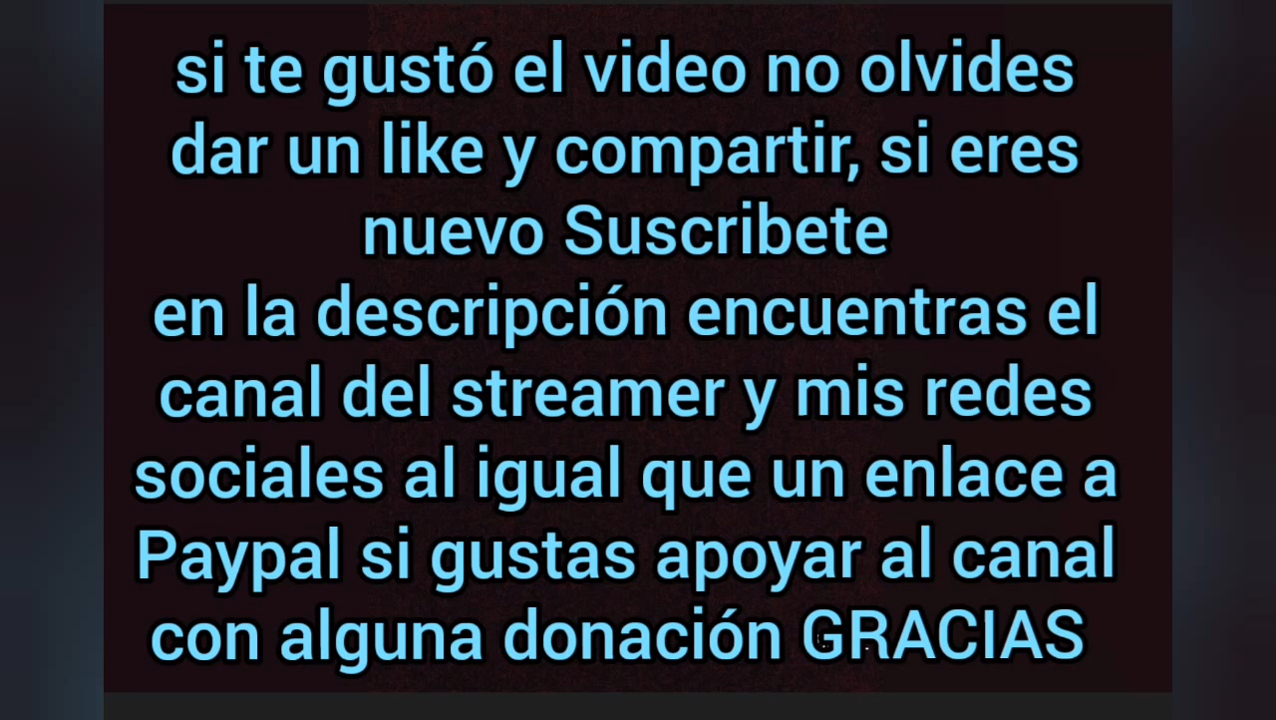 si te gustó el video no olvides
dar un like y compartir, si eres
nuevo Suscribete
en la descripción encuentras el
canal del streamer y mis redes
sociales al igual que un enlace a
Paypal si gustas apoyar al canal
con alguna donación GRACIAS